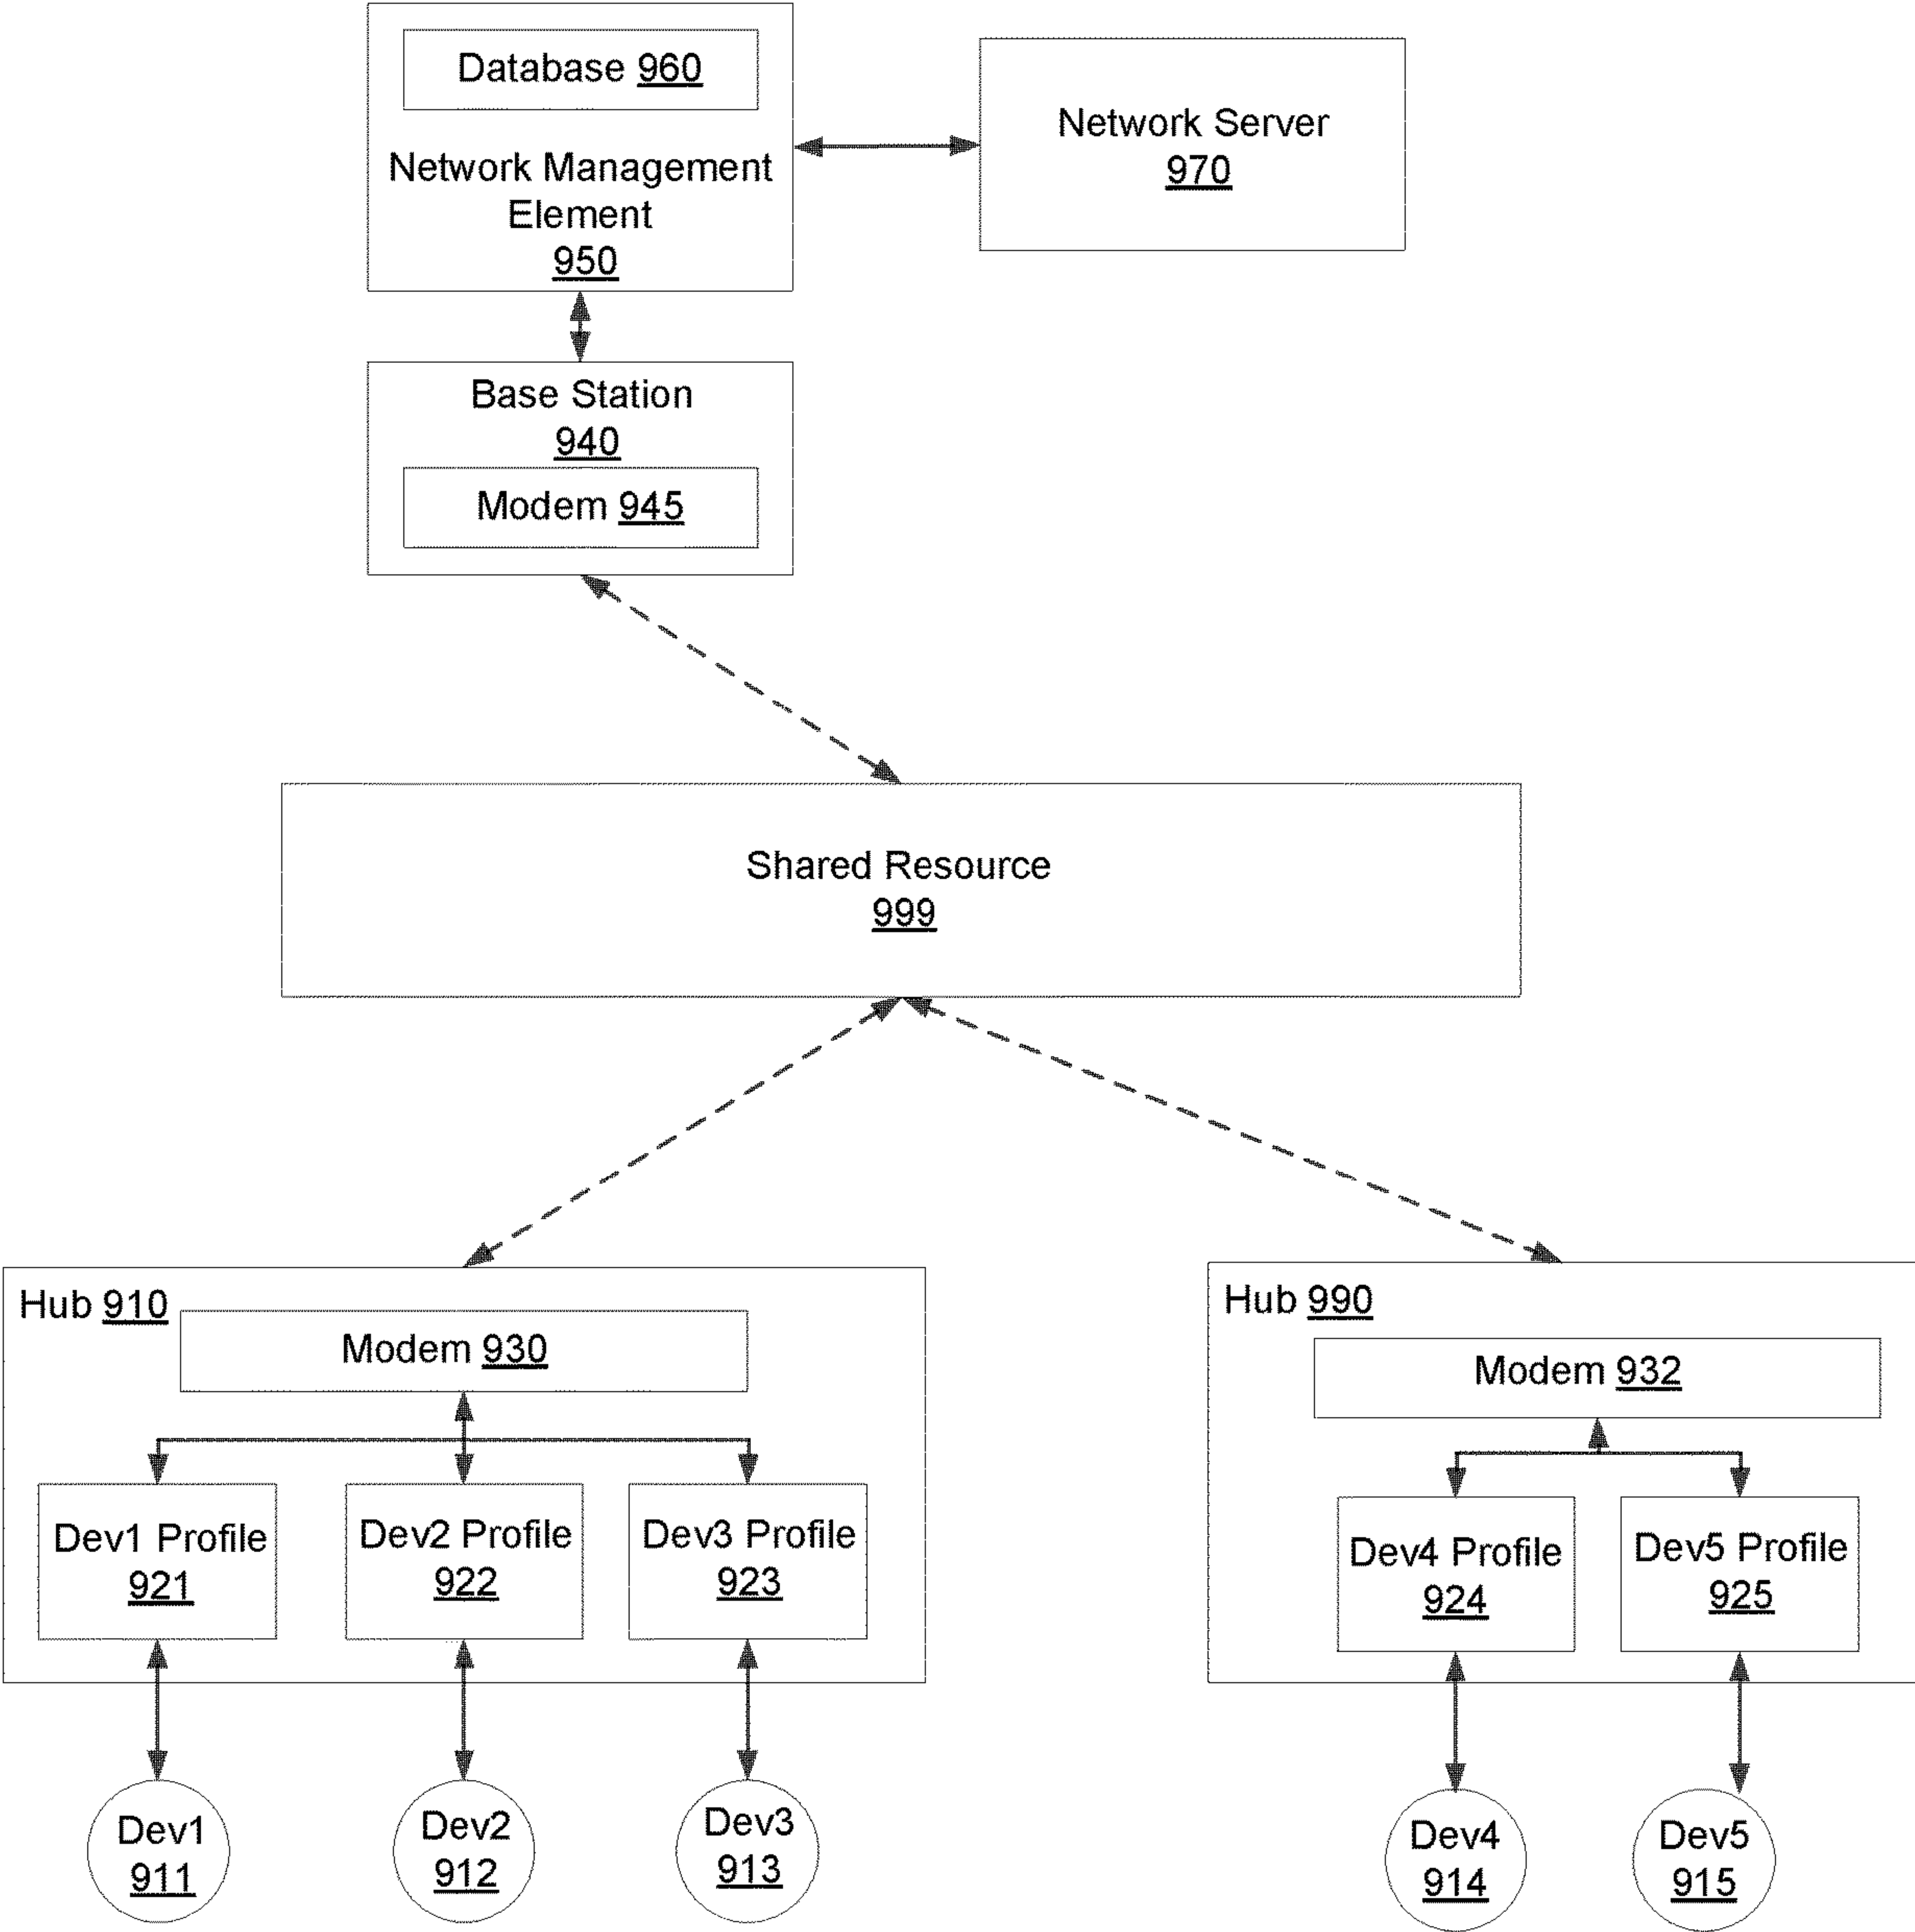 Database 960
Network Management
Element
950
Network Server
970
Base Station
940
Modem 945
Shared Resource
999
Hub 910
Modem 930
Dev1 Profile
921
Dev2 Profile
922
Dev3 Profile
923
Dev1
911
Dev2
912
Dev3
913
Hub 990
Modem 932
Dev4 Profile
924
Dev5 Profile
925
Dev4
914
Dev5
915